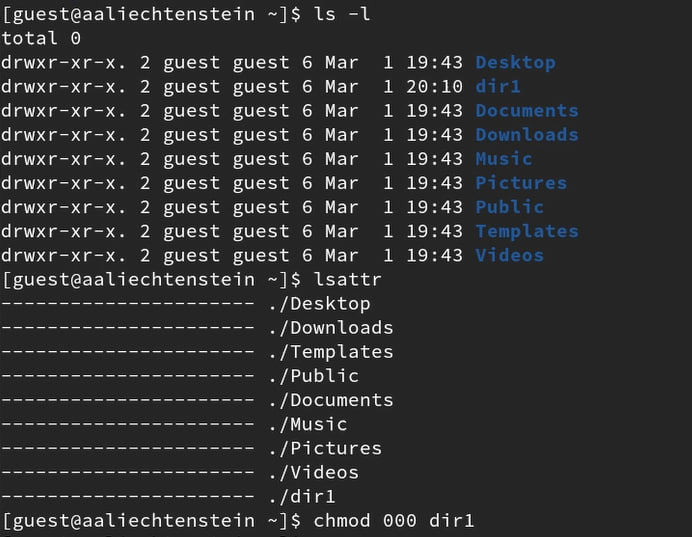 [guest@aaliechtenstein ~]$ ls -l
total 0
drwxr-xr-x. 2 guest guest 6 Mar  1 19:43 Desktop
drwxr-xr-x. 2 guest guest 6 Mar  1 20:10 dir1
drwxr-xr-x. 2 guest guest 6 Mar  1 19:43 Documents
drwxr-xr-x. 2 guest guest 6 Mar  1 19:43 Downloads
drwxr-xr-x. 2 guest guest 6 Mar  1 19:43 Music
drwxr-xr-x. 2 guest guest 6 Mar  1 19:43 Pictures
drwxr-xr-x. 2 guest guest 6 Mar  1 19:43 Public
drwxr-xr-x. 2 guest guest 6 Mar  1 19:43 Templates
drwxr-xr-x. 2 guest guest 6 Mar  1 19:43 Videos
[guest@aaliechtenstein ~]$ lsattr
---------------------- ./Desktop
---------------------- ./Downloads
---------------------- ./Templates
---------------------- ./Public
---------------------- ./Documents
---------------------- ./Music
---------------------- ./Pictures
---------------------- ./Videos
---------------------- ./dir1
[guest@aaliechtenstein ~]$ chmod 000 dir1